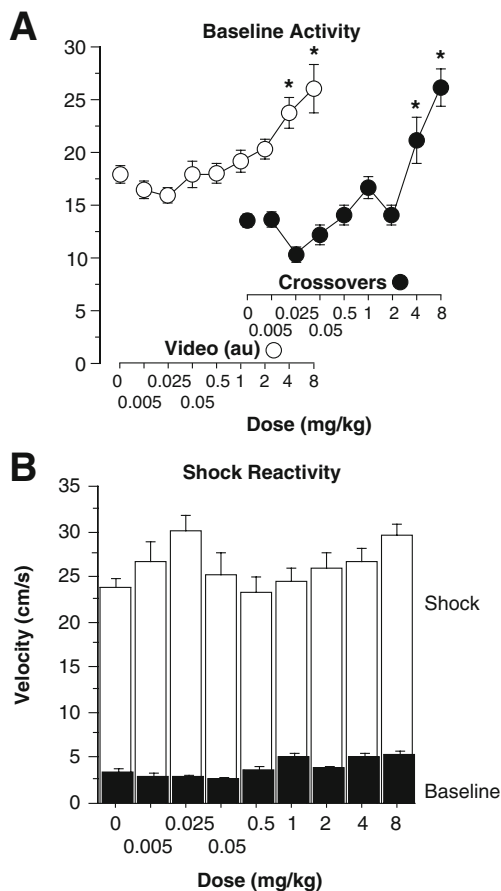 A
Baseline Activity
30
25
20
15
10
5
0
* * * *
Crossovers
0 0.025 0.5 1 2 4 8
0.005 0.05
Video (au)
0 0.025 0.5 1 2 4 8
0.005 0.05
Dose (mg/kg)
B
Shock Reactivity
Velocity (cm/s)
35
30
25
20
15
10
5
0
Shock
Baseline
0 0.025 0.5 1 2 4 8
0.005 0.05
Dose (mg/kg)